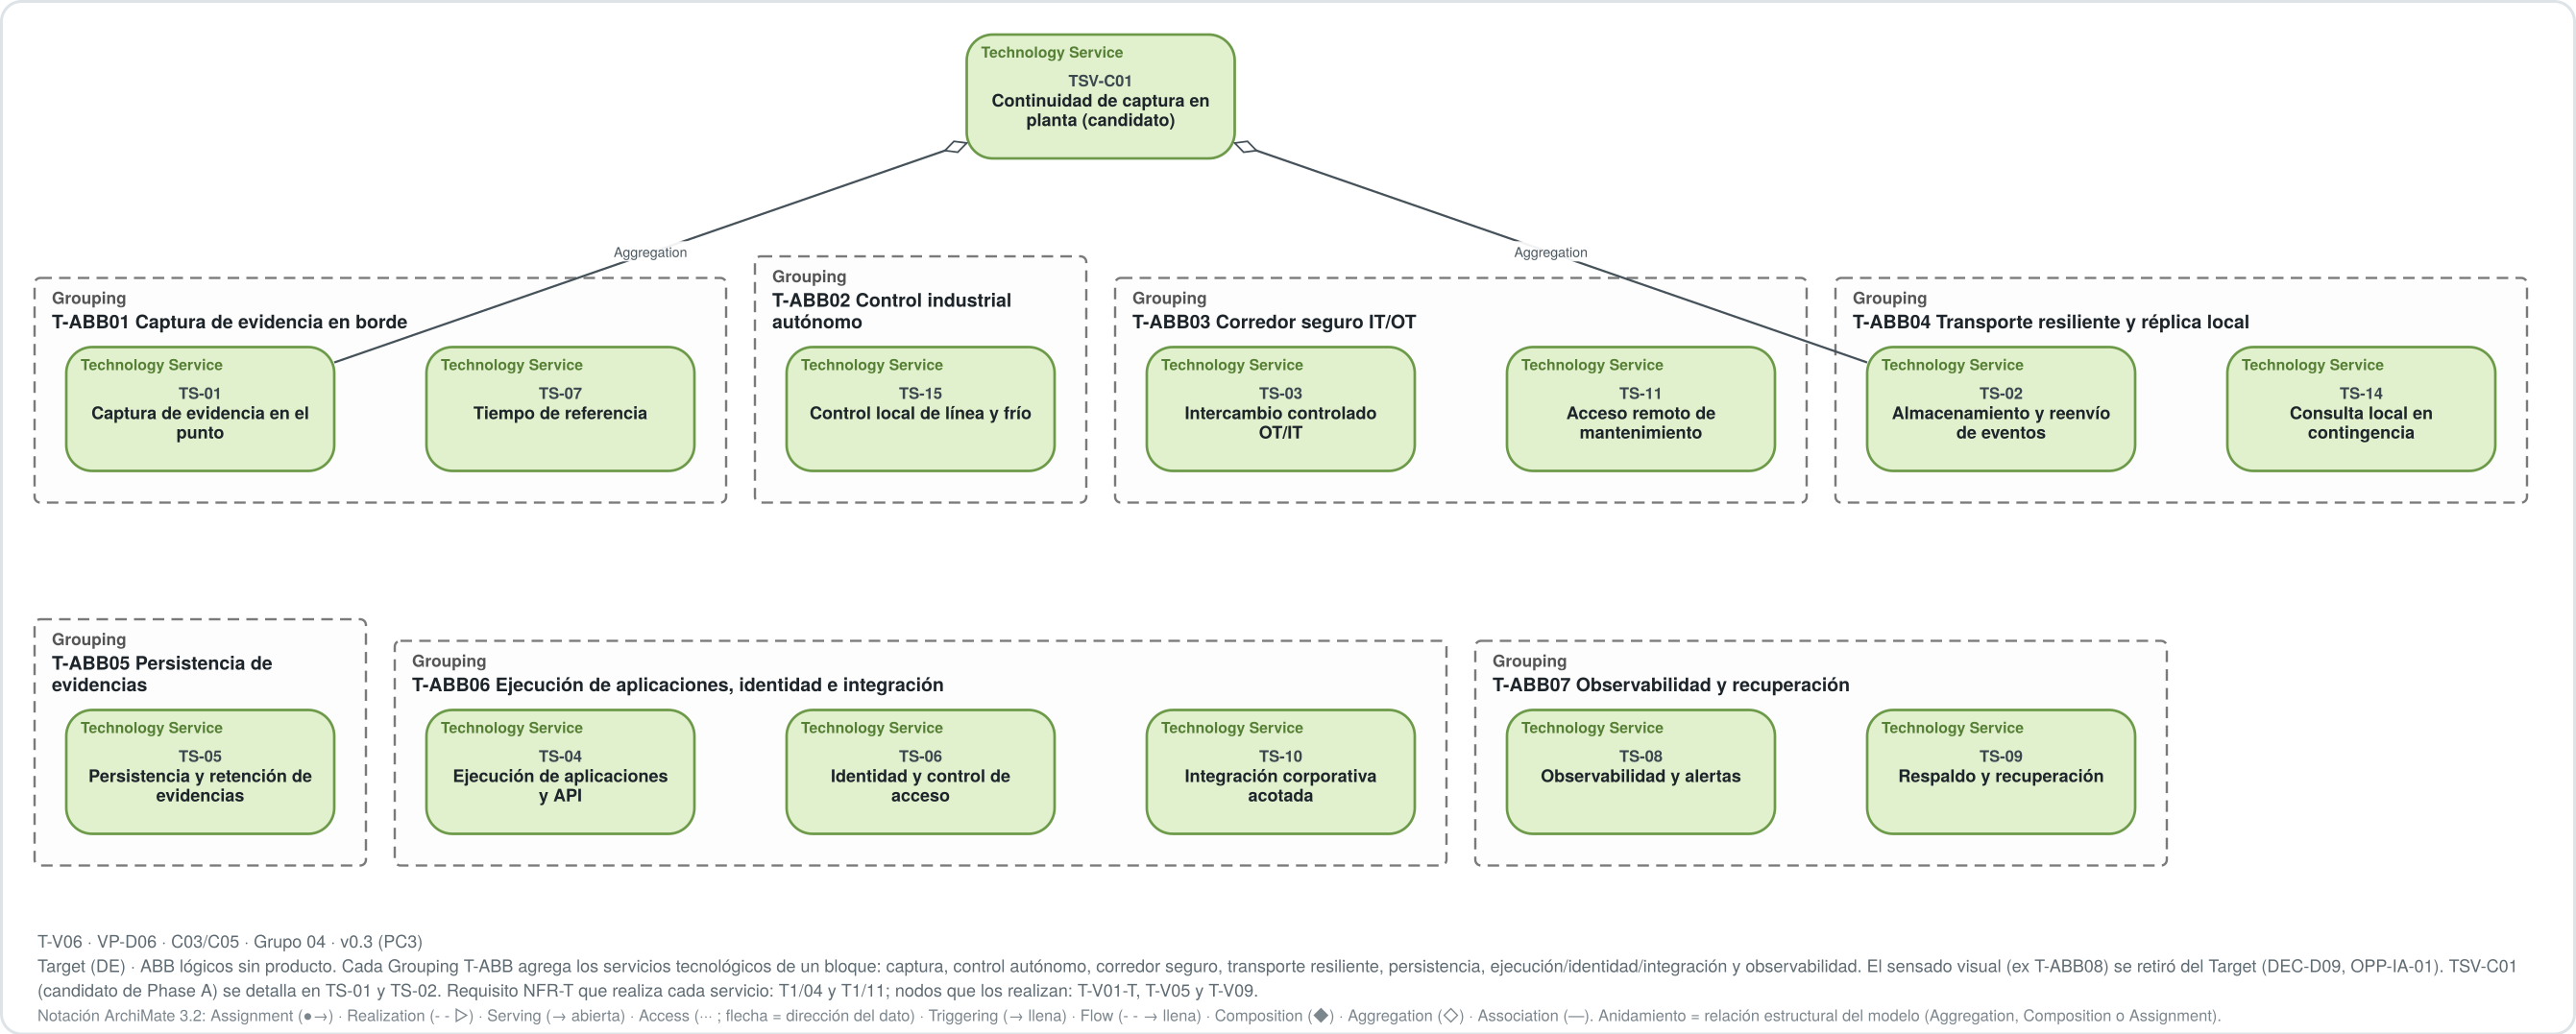 Technology Service
TSV-C01
Continuidad de captura en
planta (candidato)
Aggregation
Aggregation
Grouping
T-ABB01 Captura de evidencia en borde
Technology Service
TS-01
Captura de evidencia en el
punto
Technology Service
TS-07
Tiempo de referencia
Grouping
T-ABB02 Control industrial
autónomo
Technology Service
TS-15
Control local de línea y frío
Grouping
T-ABB03 Corredor seguro IT/OT
Technology Service
TS-03
Intercambio controlado
OT/IT
Technology Service
TS-11
Acceso remoto de
mantenimiento
Grouping
T-ABB04 Transporte resiliente y réplica local
Technology Service
TS-02
Almacenamiento y reenvío
de eventos
Technology Service
TS-14
Consulta local en
contingencia
Grouping
T-ABB05 Persistencia de
evidencias
Technology Service
TS-05
Persistencia y retención de
evidencias
Grouping
T-ABB06 Ejecución de aplicaciones, identidad e integración
Technology Service
TS-04
Ejecución de aplicaciones
y API
Technology Service
TS-06
Identidad y control de
acceso
Technology Service
TS-10
Integración corporativa
acotada
Grouping
T-ABB07 Observabilidad y recuperación
Technology Service
TS-08
Observabilidad y alertas
Technology Service
TS-09
Respaldo y recuperación
T-V06 · VP-D06 · C03/C05 · Grupo 04 · v0.3 (PC3)
Target (DE) · ABB lógicos sin producto. Cada Grouping T-ABB agrega los servicios tecnológicos de un bloque: captura, control autónomo, corredor seguro, transporte resiliente, persistencia, ejecución/identidad/integración y observabilidad. El sensado visual (ex T-ABB08) se retiró del Target (DEC-D09, OPP-IA-01). TSV-C01
(candidato de Phase A) se detalla en TS-01 y TS-02. Requisito NFR-T que realiza cada servicio: T1/04 y T1/11; nodos que los realizan: T-V01-T, T-V05 y T-V09.
Notación ArchiMate 3.2: Assignment (●→) · Realization (- - ▷) · Serving (→ abierta) · Access (··· ; flecha = dirección del dato) · Triggering (→ llena) · Flow (- - → llena) · Composition (◆) · Aggregation (◇) · Association (—). Anidamiento = relación estructural del modelo (Aggregation, Composition o Assignment).